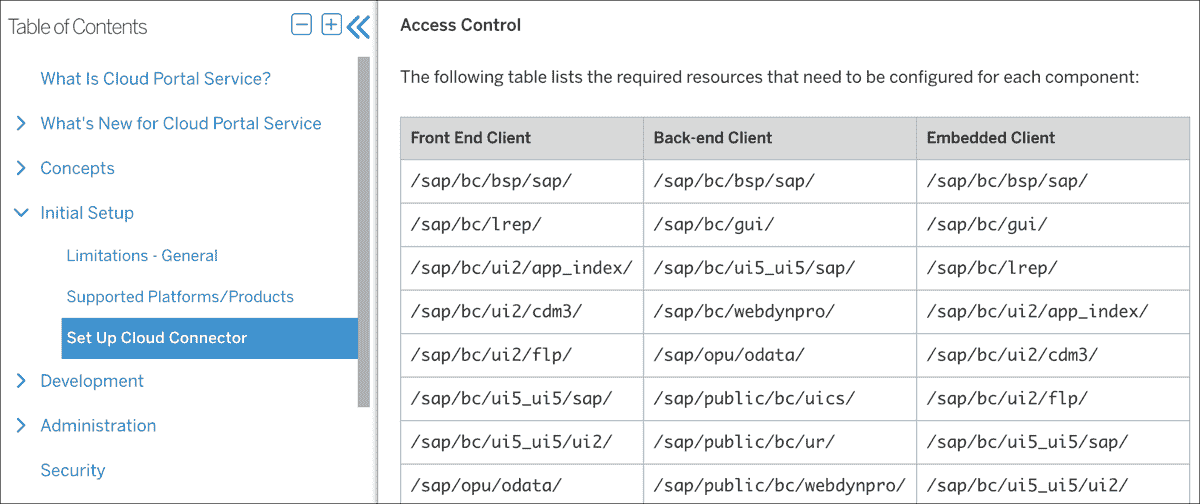 Table of Contents
What Is Cloud Portal Service?
What's New for Cloud Portal Service
Concepts
Initial Setup
Limitations - General
Supported Platforms/Products
Set Up Cloud Connector
Development
Administration
Security
Access Control
The following table lists the required resources that need to be configured for each component:
Front End Client Back-end Client Embedded Client
/sap/bc/bsp/sap/ /sap/bc/bsp/sap/ /sap/bc/bsp/sap/
/sap/bc/lrep/ /sap/bc/gui/ /sap/bc/gui/
/sap/bc/ui2/app_index/ /sap/bc/ui5_ui5/sap/ /sap/bc/lrep/
/sap/bc/ui2/cdm3/ /sap/bc/webdynpro/ /sap/bc/ui2/app_index/
/sap/bc/ui2/flp/ /sap/opu/odata/ /sap/bc/ui2/cdm3/
/sap/bc/ui5_ui5/sap/ /sap/public/bc/uics/ /sap/bc/ui2/flp/
/sap/bc/ui5_ui5/ui2/ /sap/public/bc/ur/ /sap/bc/ui5_ui5/sap/
/sap/opu/odata/ /sap/public/bc/webdynpro/ /sap/bc/ui5_ui5/ui2/